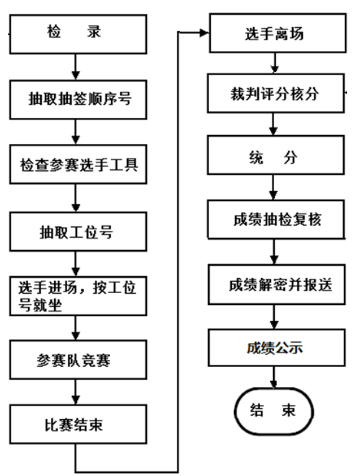 检 录
抽取抽签顺序号
检查参赛选手工具
抽取工位号
选手进场，按工位
号就坐
参赛队竞赛
比赛结束
选手离场
裁判评分核分
统 分
成绩抽检复核
成绩解密并报送
成绩公示
结 束